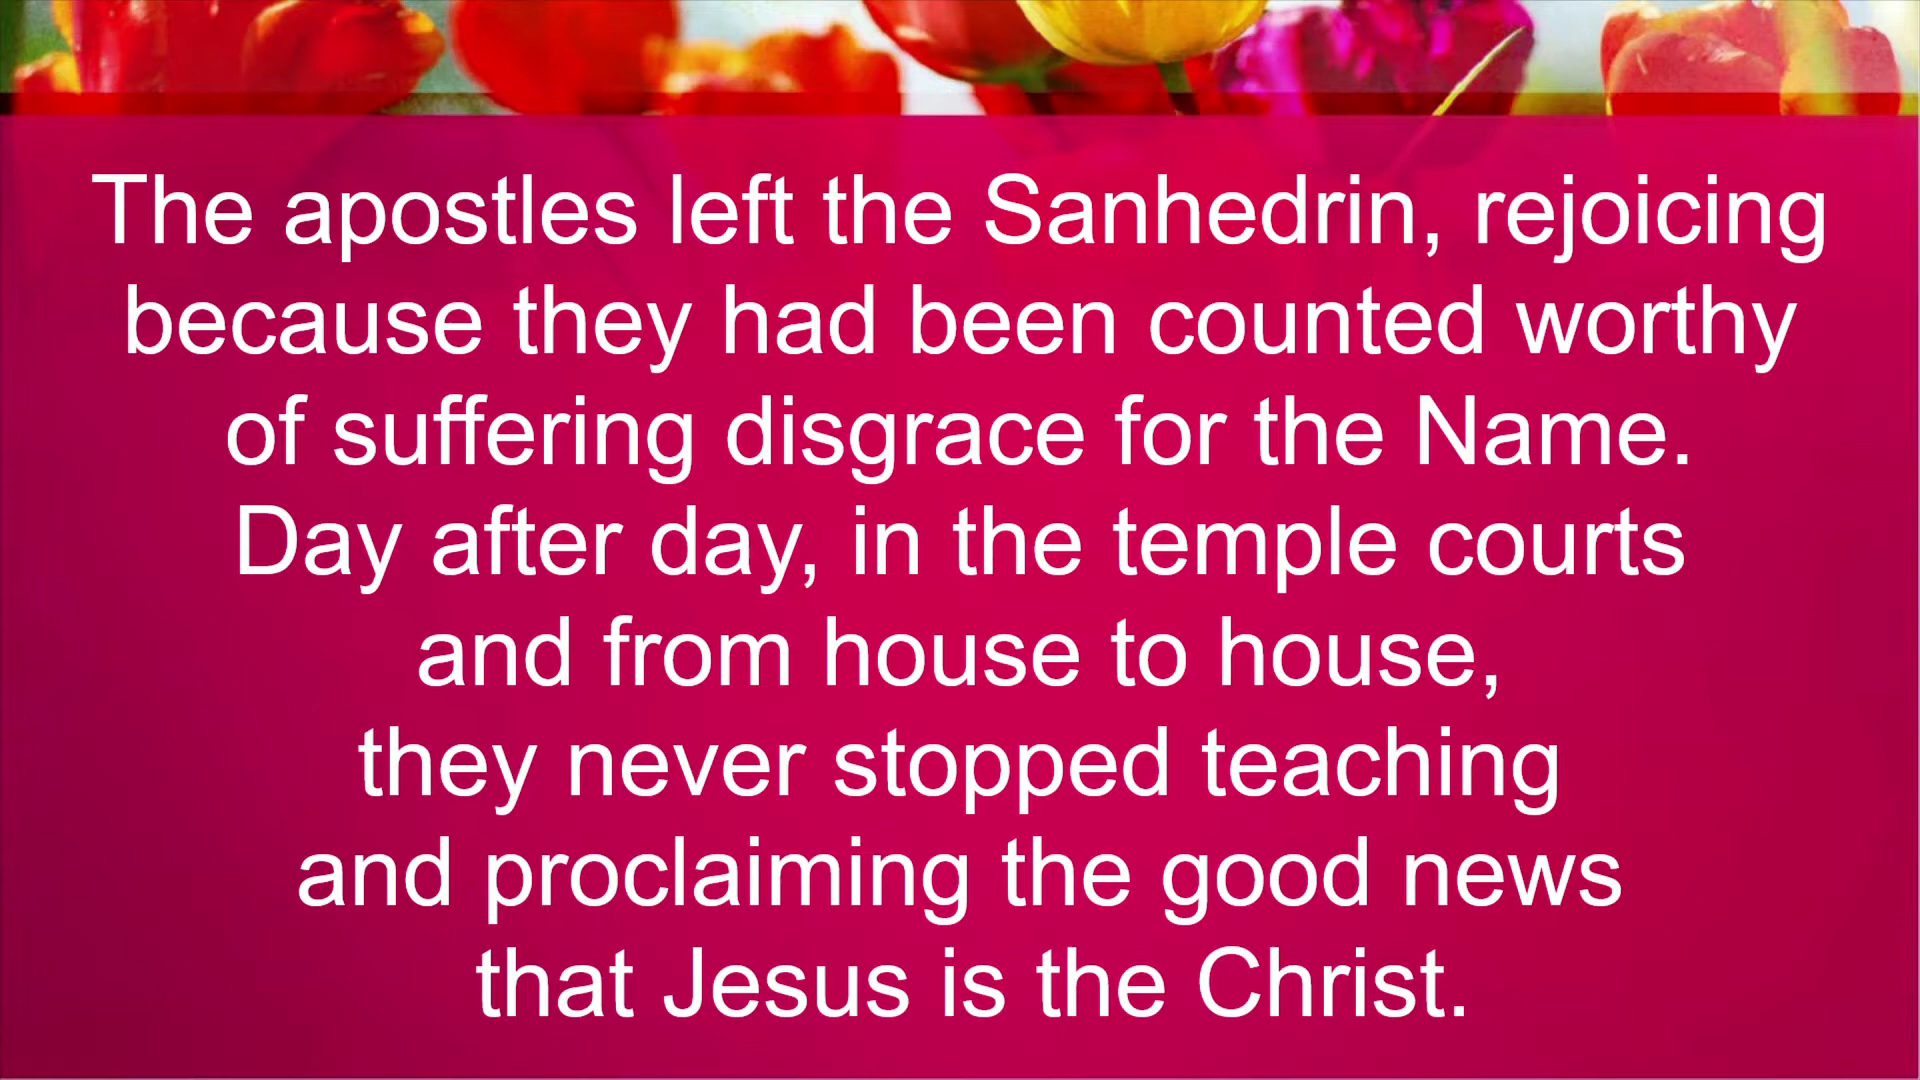 The apostles left the Sanhedrin, rejoicing
because they had been counted worthy
of suffering disgrace for the Name.
Day after day, in the temple courts
and from house to house,
they never stopped teaching
and proclaiming the good news
that Jesus is the Christ.